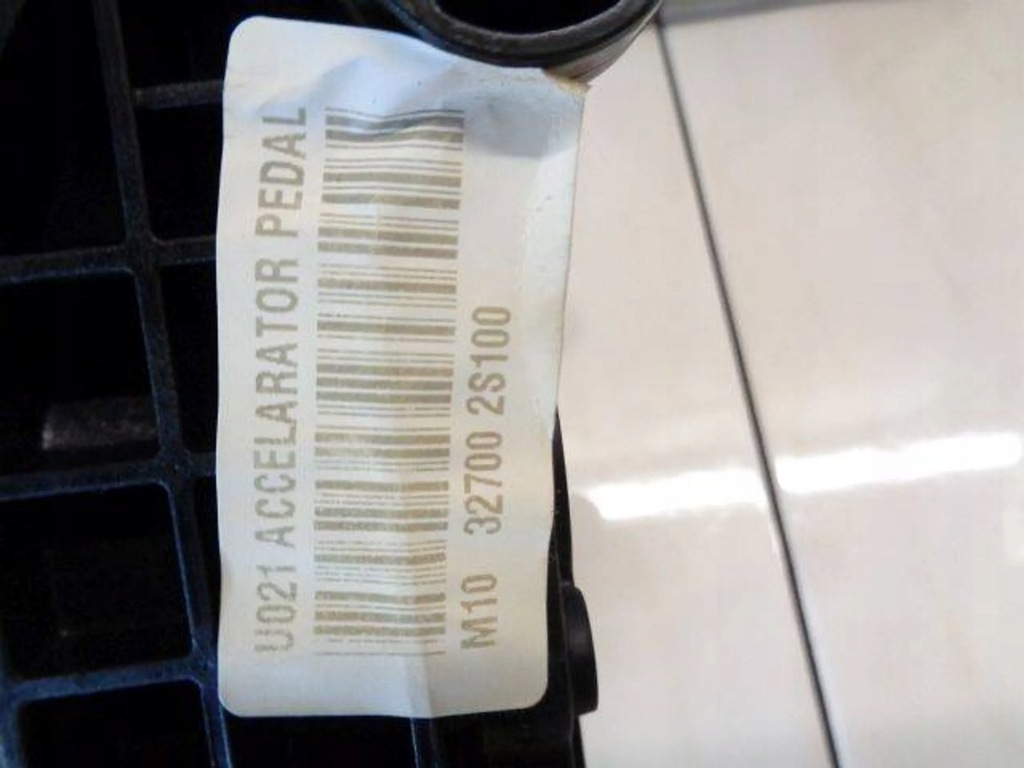 U021 ACCELARATOR PEDAL
M10 32700 2S100